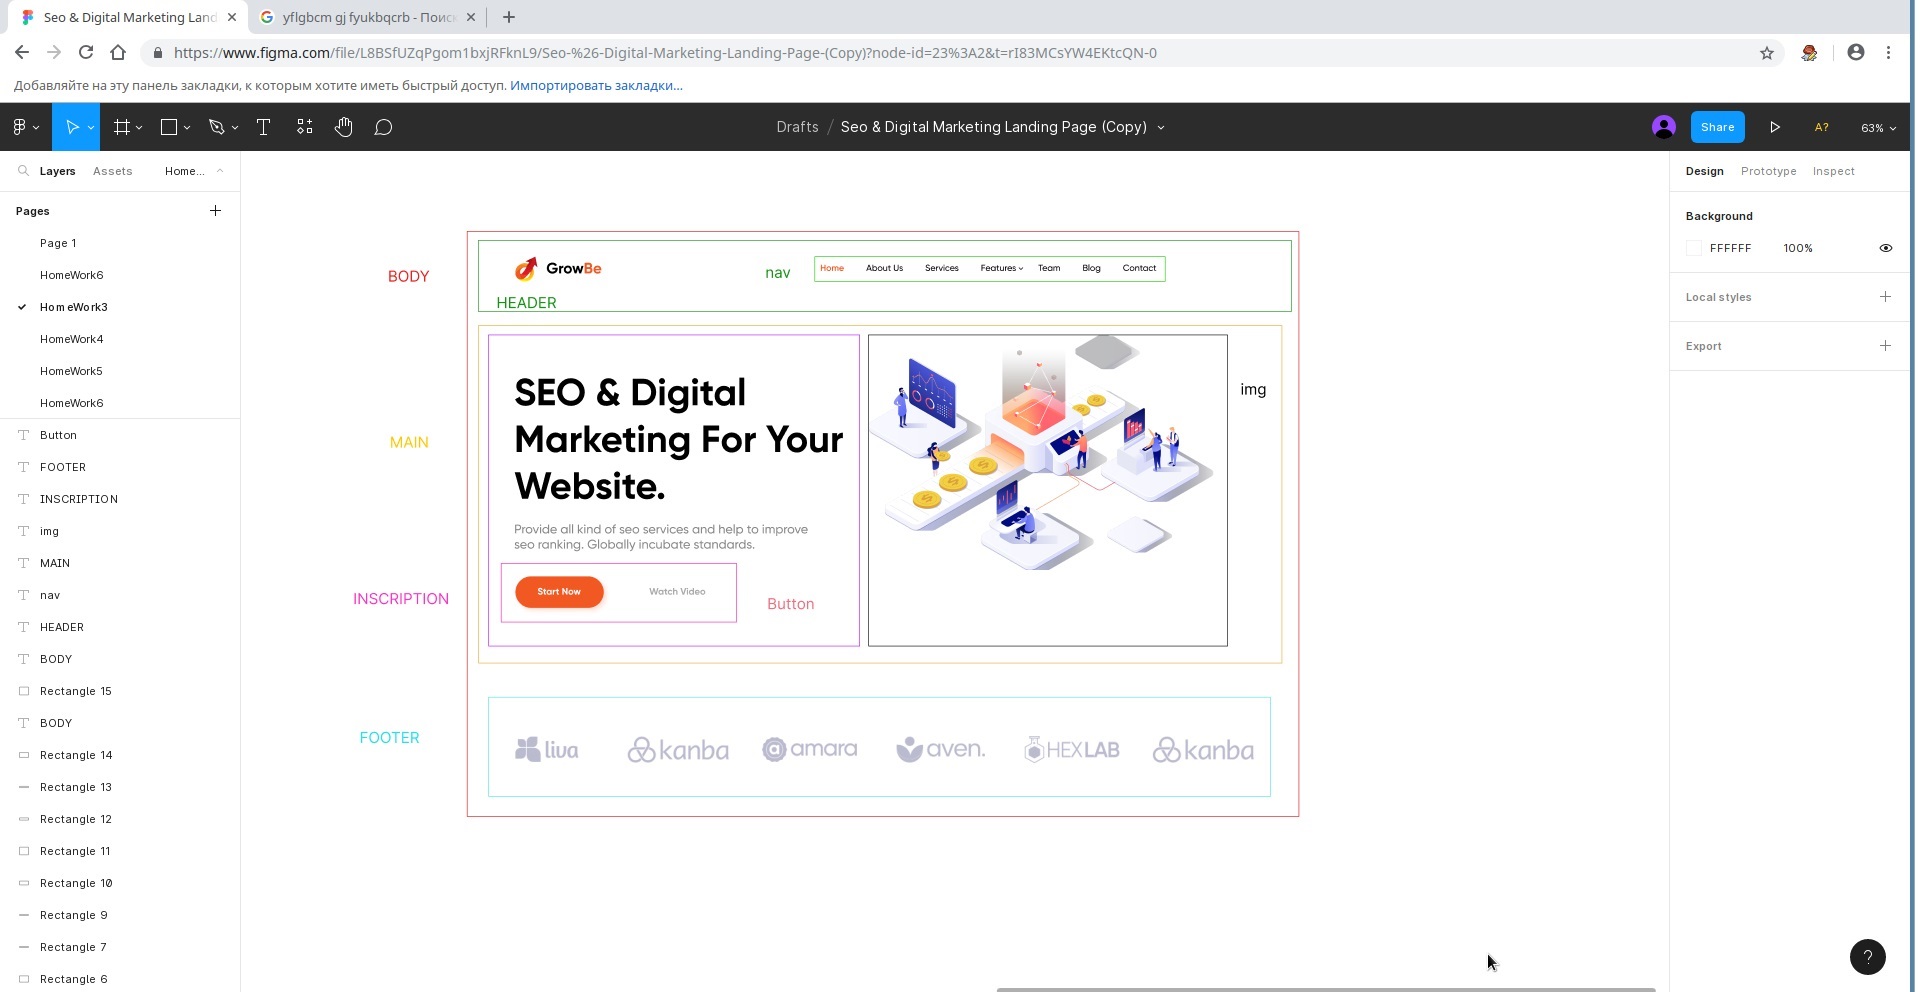 Seo & Digital Marketing Land
yflgbcm gj fyukbqcrb - Поиск
https://www.figma.com/file/L8BSfUZqPgom1bxjRFknL9/Seo-%26-Digital-Marketing-Landing-Page-(Copy)?node-id=23%3A2&t=rI83MCsYW4EKtcQN-0
Добавляйте на эту панель закладки, к которым хотите иметь быстрый доступ. Импортировать закладки...
Drafts / Seo & Digital Marketing Landing Page (Copy)
Share
A?
63%
Layers Assets Home...
Pages
Page 1
HomeWork6
HomeWork3
HomeWork4
HomeWork5
HomeWork6
Button
FOOTER
INSCRIPTION
img
MAIN
nav
HEADER
BODY
Rectangle 15
BODY
Rectangle 14
Rectangle 13
Rectangle 12
Rectangle 11
Rectangle 10
Rectangle 9
Rectangle 7
Rectangle 6
BODY
GrowBe
nav
Home About Us Services Features Team Blog Contact
HEADER
MAIN
SEO & Digital
Marketing For Your
Website.
img
Provide all kind of seo services and help to improve
seo ranking. Globally incubate standards.
INSCRIPTION
Start Now
Watch Video
Button
FOOTER
liva kanba amara aven. HEXLAB kanba
Design Prototype Inspect
Background
FFFFFF 100%
Local styles
Export
?